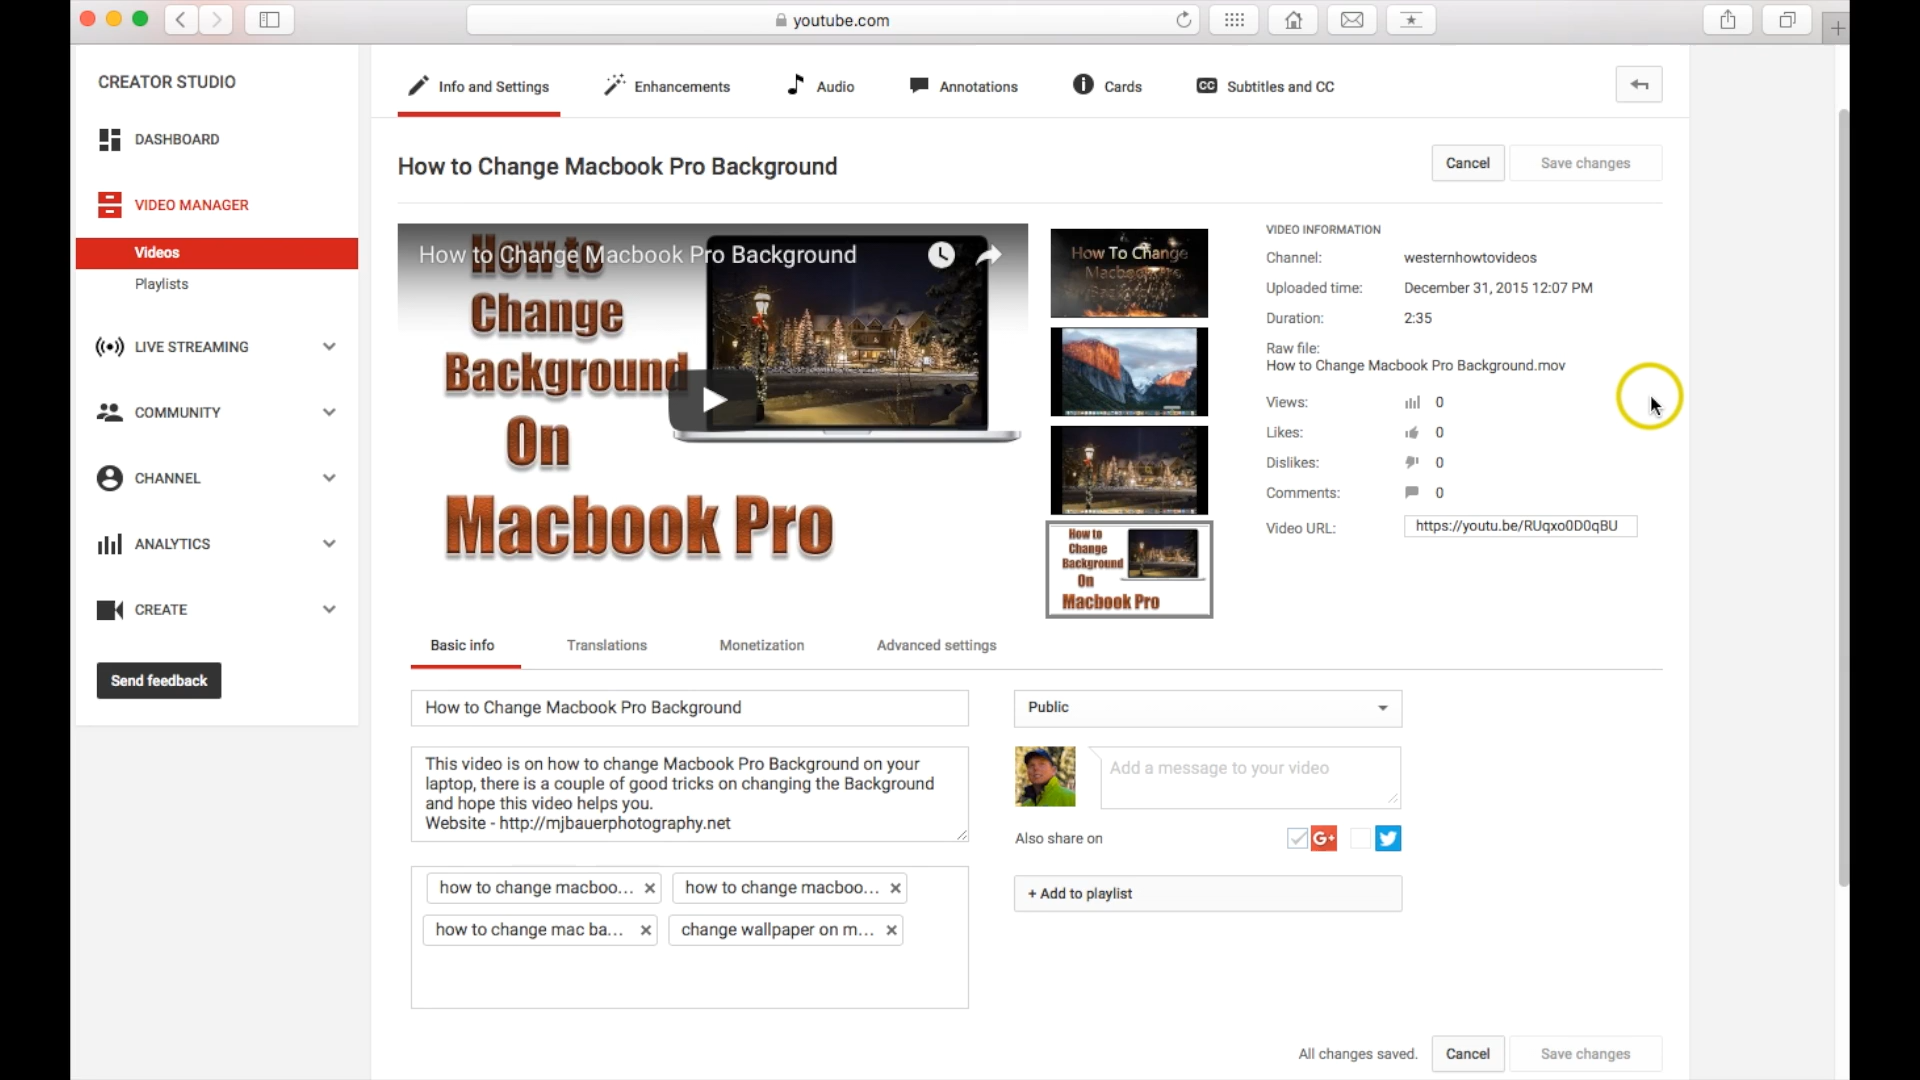 youtube.com
CREATOR STUDIO
DASHBOARD
VIDEO MANAGER
Videos
Playlists
LIVE STREAMING
COMMUNITY
CHANNEL
ANALYTICS
CREATE
Send feedback
Info and Settings
Enhancements
Audio
Annotations
Cards
CC Subtitles and CC
How to Change Macbook Pro Background
Cancel
Save changes
How to Change Macbook Pro Background
How to
Change
Background
On
Macbook Pro
How To Change
Macbook Pro
How to
Change
Background
On
Macbook Pro
VIDEO INFORMATION
Channel: westernhowtovideos
Uploaded time: December 31, 2015 12:07 PM
Duration: 2:35
Raw file:
How to Change Macbook Pro Background.mov
Views: 0
Likes: 0
Dislikes: 0
Comments: 0
Video URL: https://youtu.be/RUqxo0D0qBU
Basic info
Translations
Monetization
Advanced settings
How to Change Macbook Pro Background
This video is on how to change Macbook Pro Background on your
laptop, there is a couple of good tricks on changing the Background
and hope this video helps you.
Website - http://mjbauerphotography.net
how to change macboo... ×
how to change macboo... ×
how to change mac ba... ×
change wallpaper on m... ×
Public
Add a message to your video
Also share on
G+
+ Add to playlist
All changes saved.
Cancel
Save changes